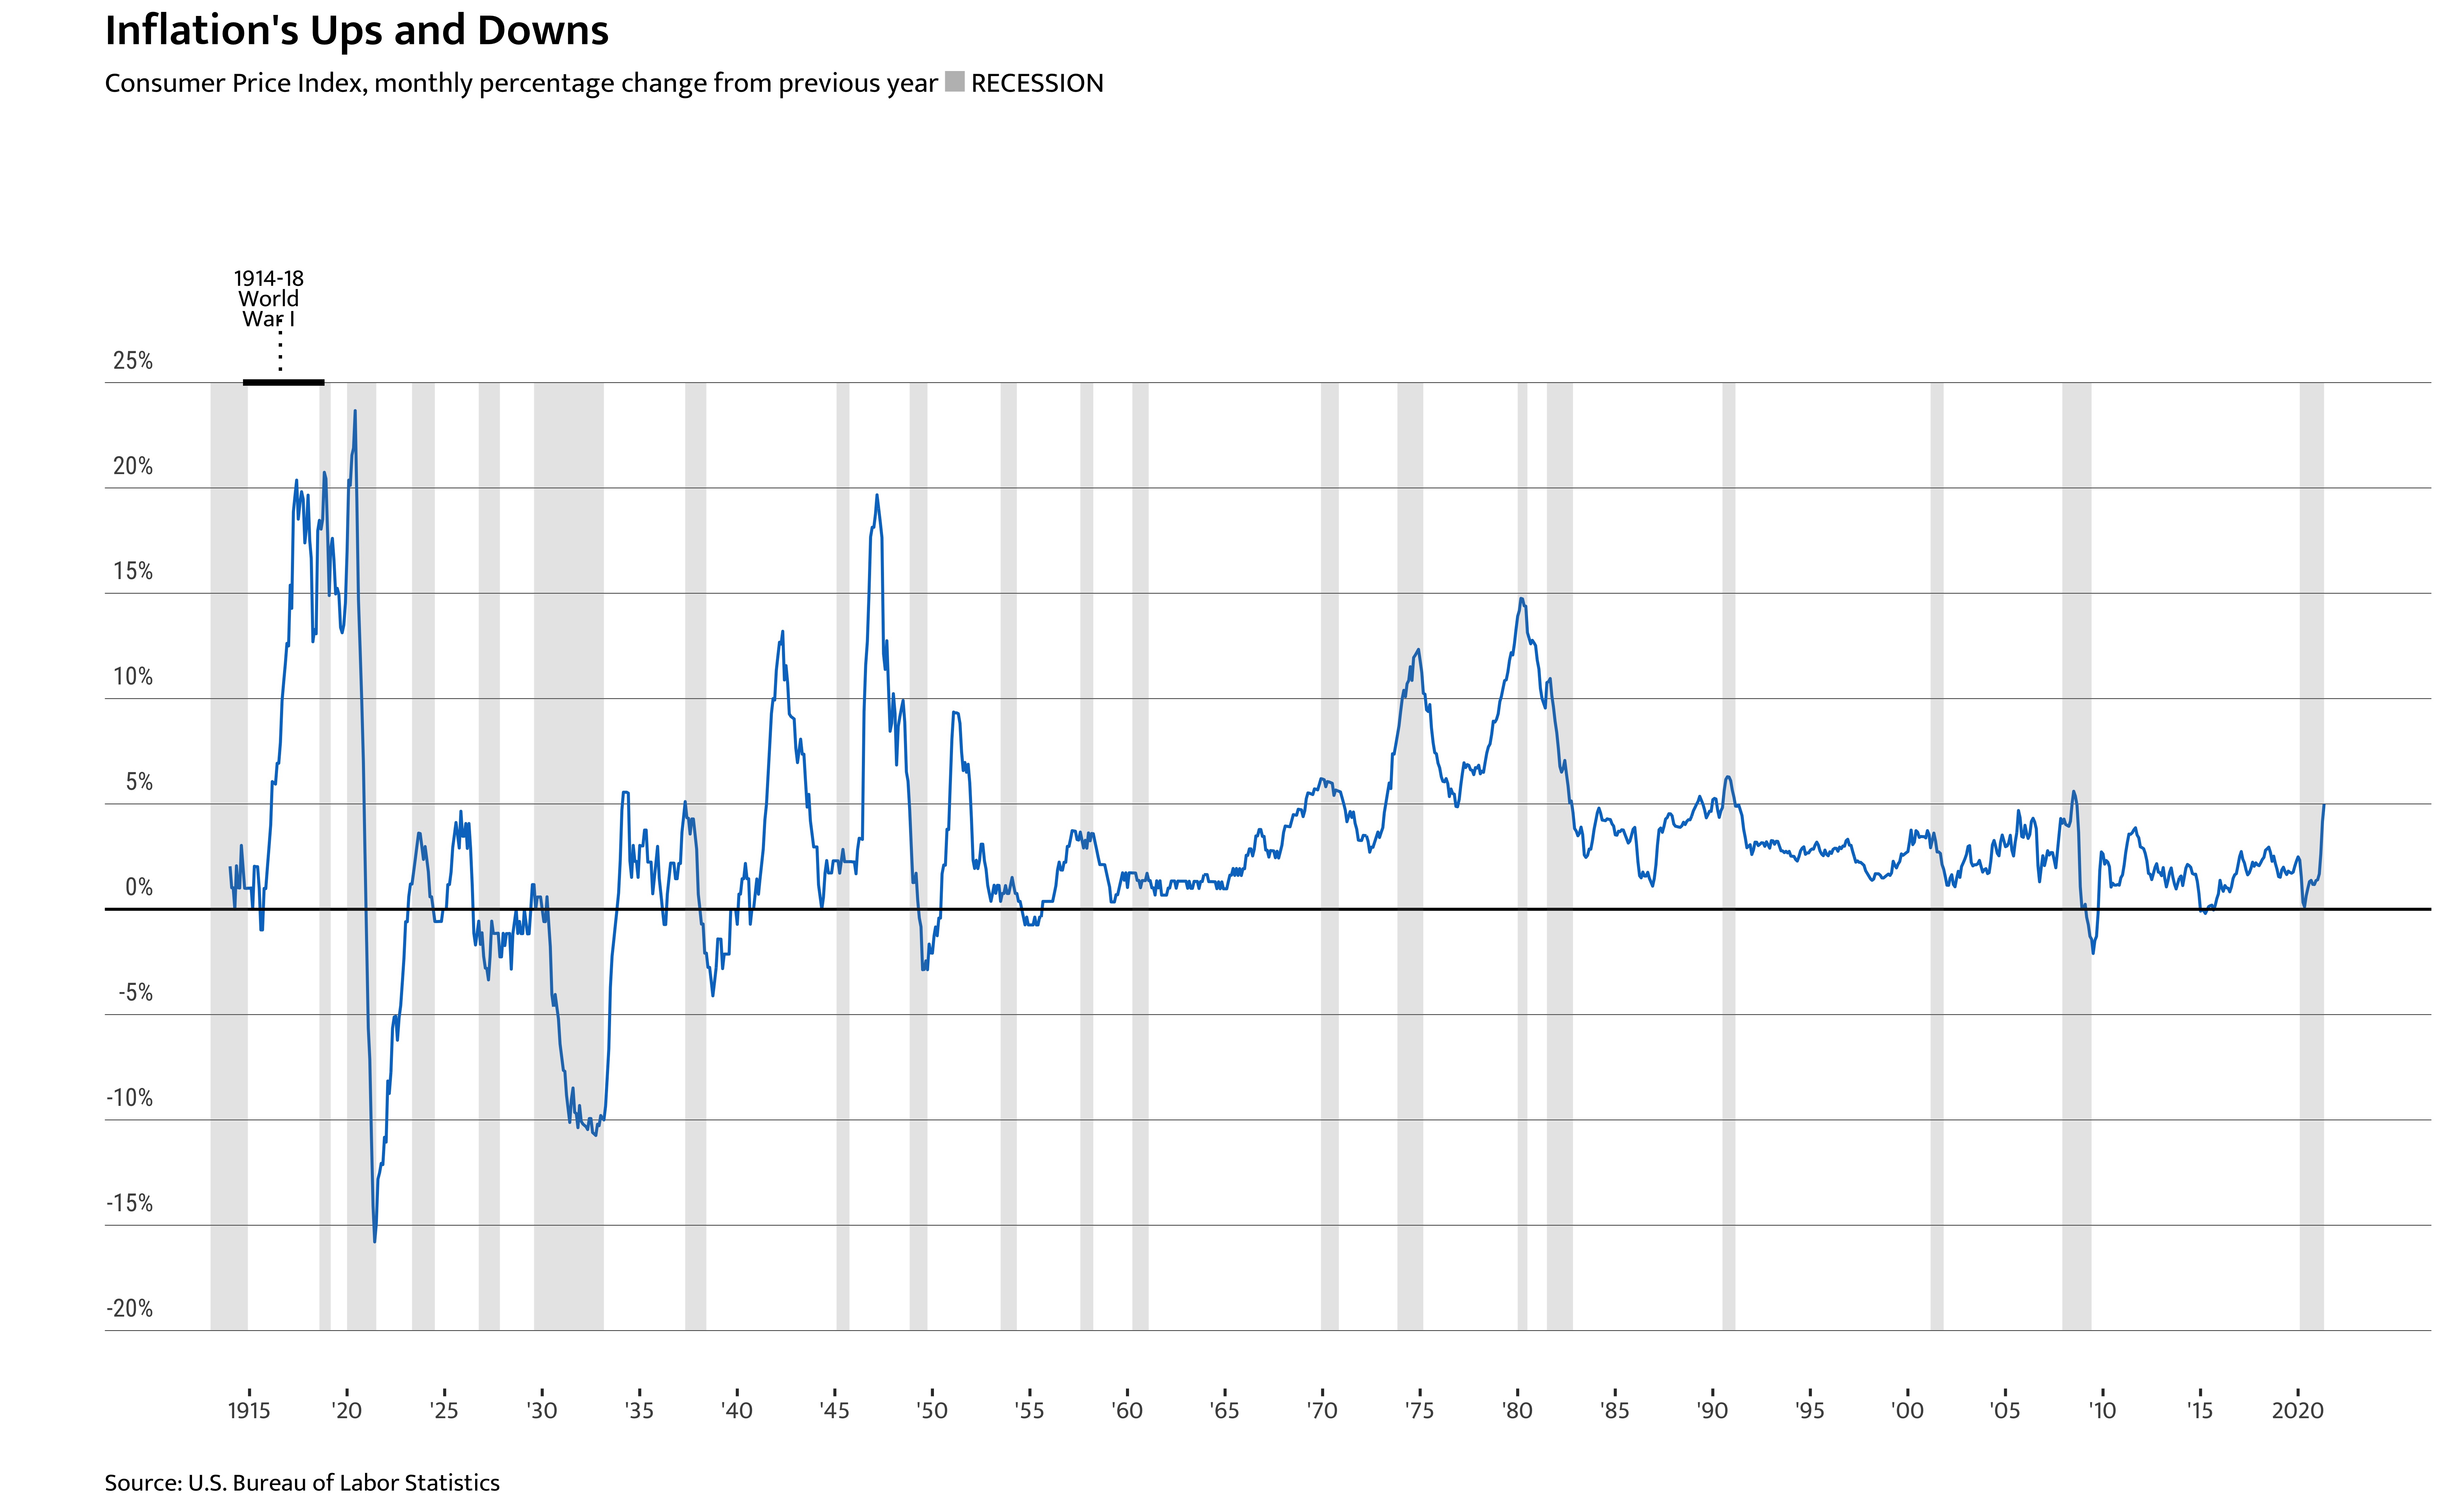 Inflation's Ups and Downs
Consumer Price Index, monthly percentage change from previous year RECESSION
1914-18
World
War I
25%
20%
15%
10%
5%
0%
-5%
-10%
-15%
-20%
1915 '20 '25 '30 '35 '40 '45 '50 '55 '60 '65 '70 '75 '80 '85 '90 '95 '00 '05 '10 '15 2020
Source: U.S. Bureau of Labor Statistics